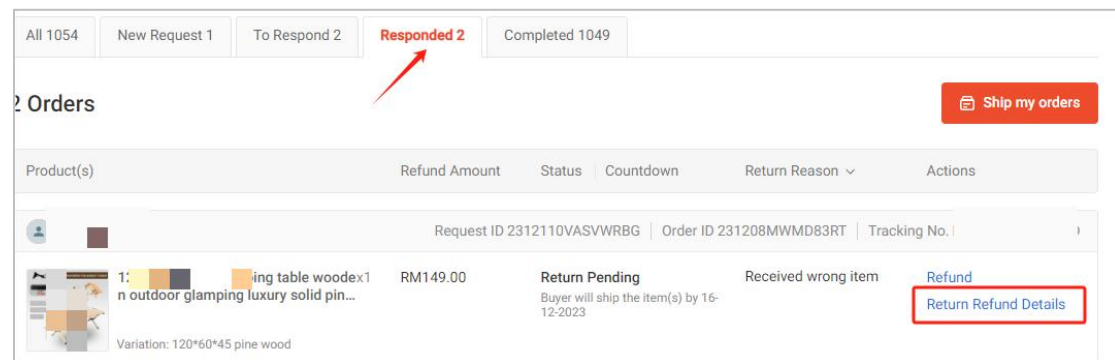 All 1054 New Request 1 To Respond 2 Responded 2 Completed 1049
Orders
Ship my orders
Product(s) Refund Amount Status Countdown Return Reason Actions
Request ID 2312110VASVWRBG Order ID 231208MWMD83RT Tracking No.
ing table woodex1 RM149.00 Return Pending Received wrong item Refund
n outdoor glamping luxury solid pin... Buyer will ship the item(s) by 16-12-2023 Return Refund Details
Variation: 120*60*45 pine wood